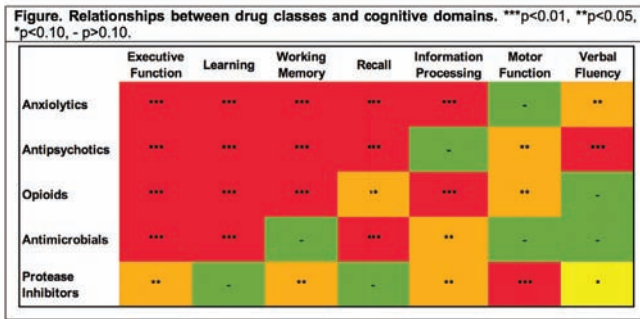 Figure. Relationships between drug classes and cognitive domains. ***p<0.01, **p<0.05,
*p<0.10, - p>0.10.
Executive Function Learning Working Memory Recall Information Processing Motor Function Verbal Fluency
Anxiolytics *** *** *** *** *** - **
Antipsychotics *** *** *** *** - ** ***
Opioids *** *** *** ** *** ** -
Antimicrobials *** *** - *** ** - -
Protease Inhibitors ** - ** - ** *** *